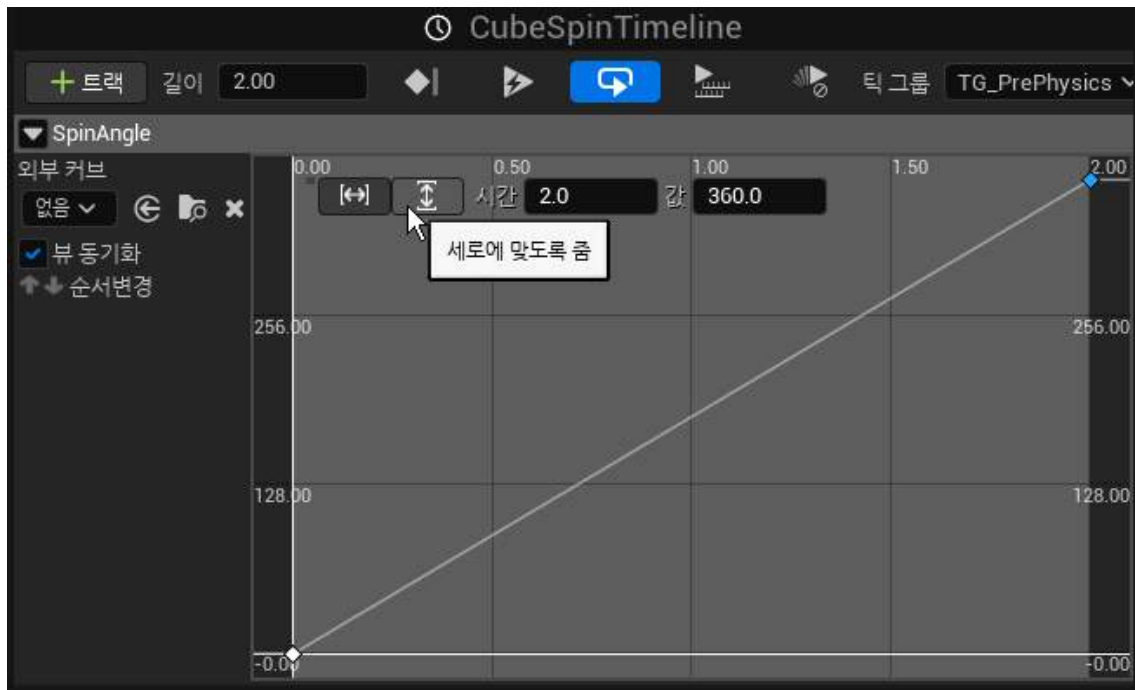 CubeSpinTimeline
트랙 길이 2.00 틱 그룹 TG_PrePhysics
SpinAngle
외부 커브
없음
뷰 동기화
순서변경
0.00 0.50 1.00 1.50 2.00
시간 2.0 값 360.0
세로에 맞도록 줌
256.00 256.00
128.00 128.00
-0.00 -0.00